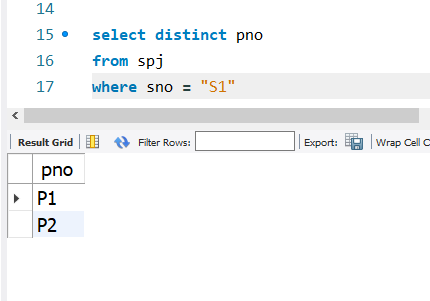 14
15 select distinct pno
16 from spj
17 where sno = "S1"
Result Grid Filter Rows: Export: Wrap Cell C
pno
P1
P2